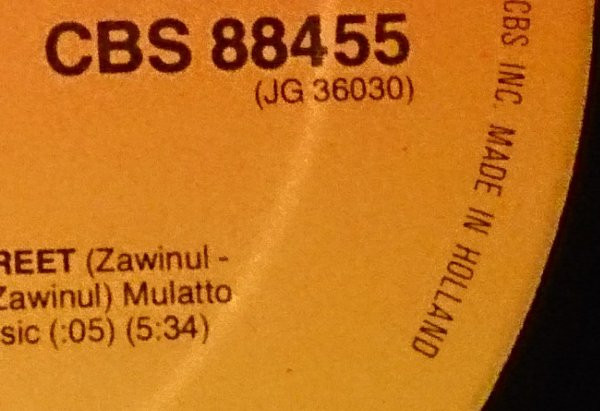 CBS 88455
(JG 36030)
CBS INC. MADE IN HOLLAND
REET (Zawinul -
Zawinul) Mulatto
sic (:05) (5:34)